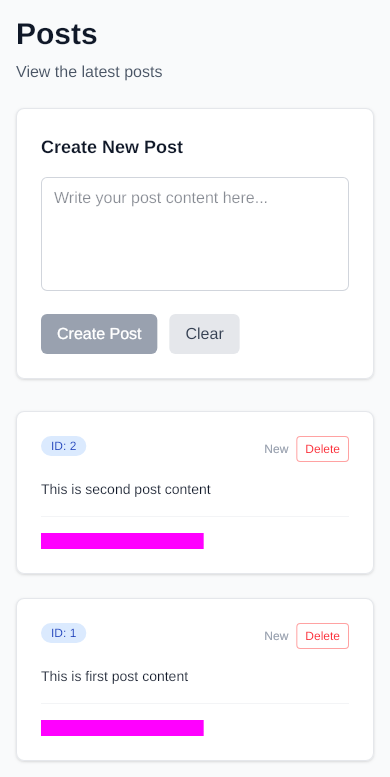 Posts
View the latest posts
Create New Post
Write your post content here...
Create Post Clear
ID: 2 New Delete
This is second post content
ID: 1 New Delete
This is first post content